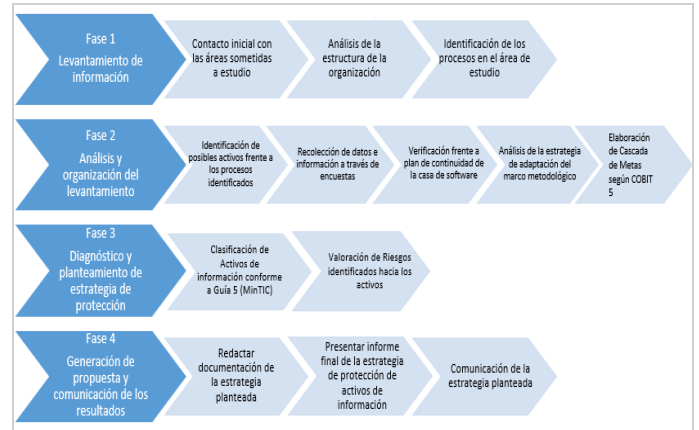 Fase 1
Levantamiento de
información
Contacto inicial con
las áreas sometidas
a estudio
Análisis de la
estructura de la
organización
Identificación de los
procesos en el área de
estudio
Fase 2
Análisis y
organización del
levantamiento
Identificación de
posibles activos frente a
los procesos
identificados
Recolección de datos e
información a través de
encuestas
Verificación frente a
plan de continuidad de
la casa de software
Análisis de la estrategia
de adaptación del
marco metodológico
Elaboración
de Cascada
de Metas
según COBIT
5
Fase 3
Diagnóstico y
planteamiento de
estrategia de
protección
Clasificación de
Activos de
información conforme
a Guía 5 (MinTIC)
Valoración de Riesgos
identificados hacia los
activos
Fase 4
Generación de
propuesta y
comunicación de los
resultados
Redactar
documentación de
la estrategia
planteada
Presentar informe
final de la estrategia
de protección de
activos de
información
Comunicación de la
estrategia planteada